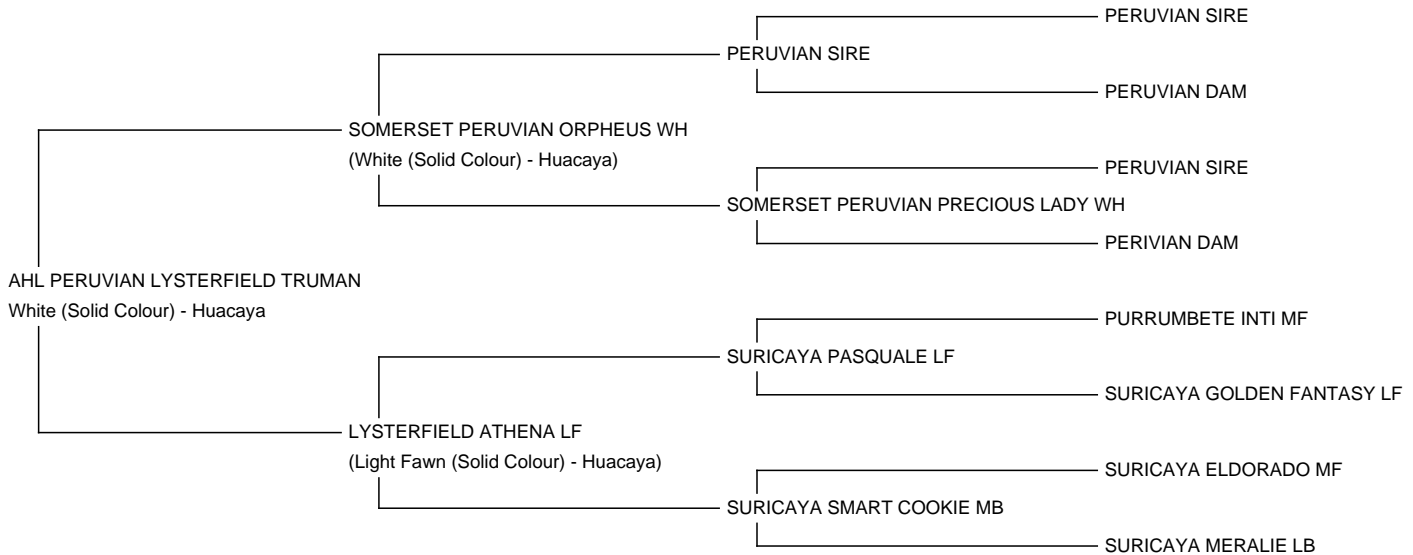 PERUVIAN SIRE
PERUVIAN SIRE
PERUVIAN DAM
SOMERSET PERUVIAN ORPHEUS WH
(White (Solid Colour) - Huacaya)
PERUVIAN SIRE
SOMERSET PERUVIAN PRECIOUS LADY WH
PERIVIAN DAM
AHL PERUVIAN LYSTERFIELD TRUMAN
White (Solid Colour) - Huacaya
PURRUMBETE INTI MF
SURICAYA PASQUALE LF
SURICAYA GOLDEN FANTASY LF
LYSTERFIELD ATHENA LF
(Light Fawn (Solid Colour) - Huacaya)
SURICAYA ELDORADO MF
SURICAYA SMART COOKIE MB
SURICAYA MERALIE LB